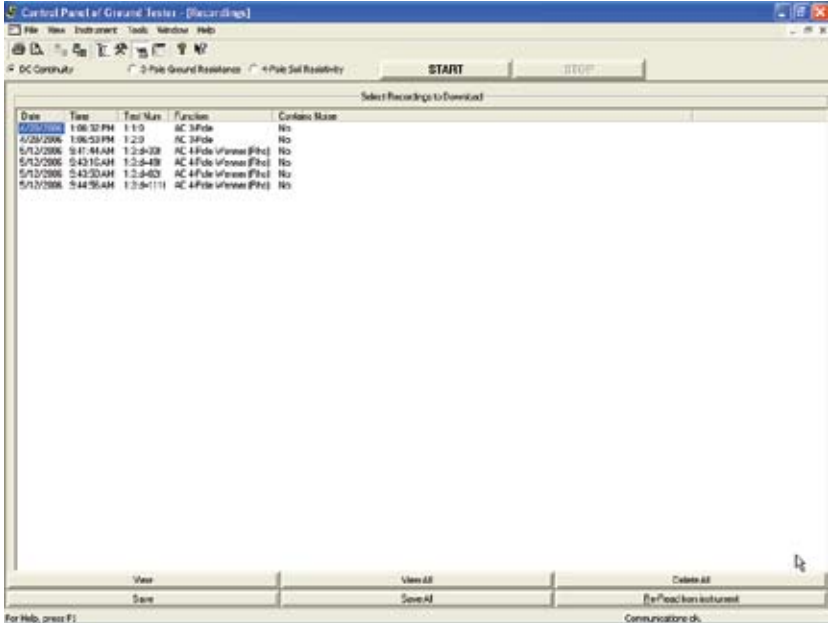 Control Panel of Ground Tester - [Recordings]
File View Instrument Tools Window Help
DC Continuity 3-Pole Ground Resistance 4-Pole Soil Resistivity START STOP
Select Recordings to Download
Date Time Test Num Function Contains Noise
4/28/2006 1:06:32 PM 1:1:0 AC 3-Pole No
4/28/2006 1:06:53 PM 1:2:0 AC 3-Pole No
5/12/2006 9:41:44 AM AC 4-Pole Wenner (Rho) No
5/12/2006 9:43:16 AM AC 4-Pole Wenner (Rho) No
5/12/2006 AC 4-Pole Wenner (Rho) No
5/12/2006 9:44:56 AM AC 4-Pole Wenner (Rho) No
View View All Delete All
Save Save All Re-Read from instrument
For Help, press F1 Communications ok.